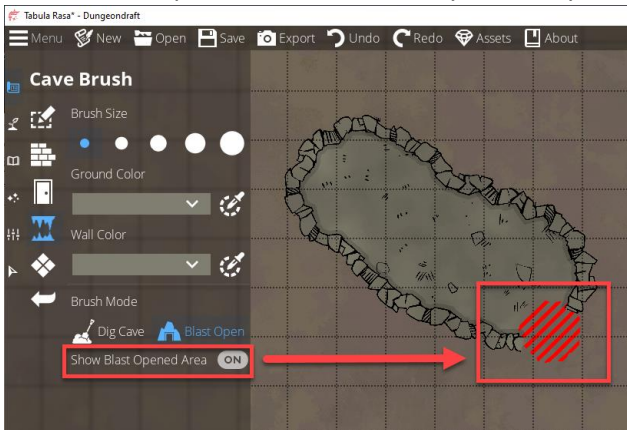 Tabula Rasa* - Dungeondraft
Menu New Open Save Export Undo Redo Assets About
Cave Brush
Brush Size
Ground Color
Wall Color
Brush Mode
Dig Cave Blast Open
Show Blast Opened Area ON